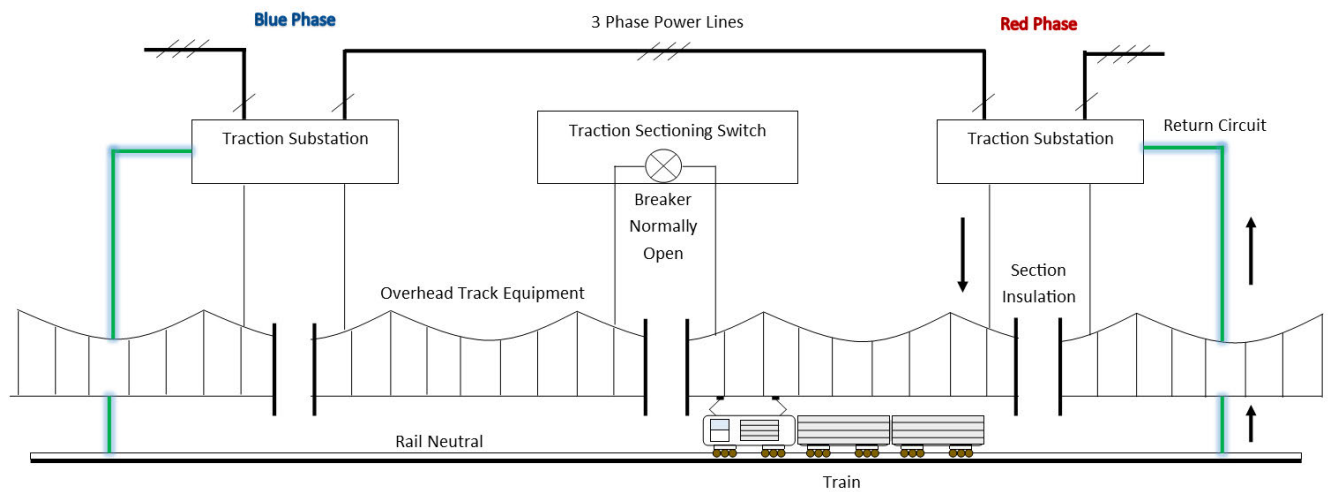 Blue Phase
3 Phase Power Lines
Red Phase
Traction Substation
Traction Sectioning Switch
Traction Substation
Return Circuit
Breaker
Normally
Open
Section
Insulation
Overhead Track Equipment
Rail Neutral
Train